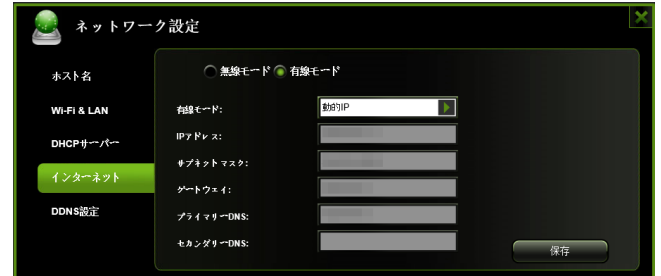 ネットワーク設定
ホスト名
Wi-Fi & LAN
DHCPサーバー
インターネット
DDNS設定
無線モード 有線モード
有線モード: 動的IP
IPアドレス:
サブネットマスク:
ゲートウェイ:
プライマリーDNS:
セカンダリーDNS:
保存